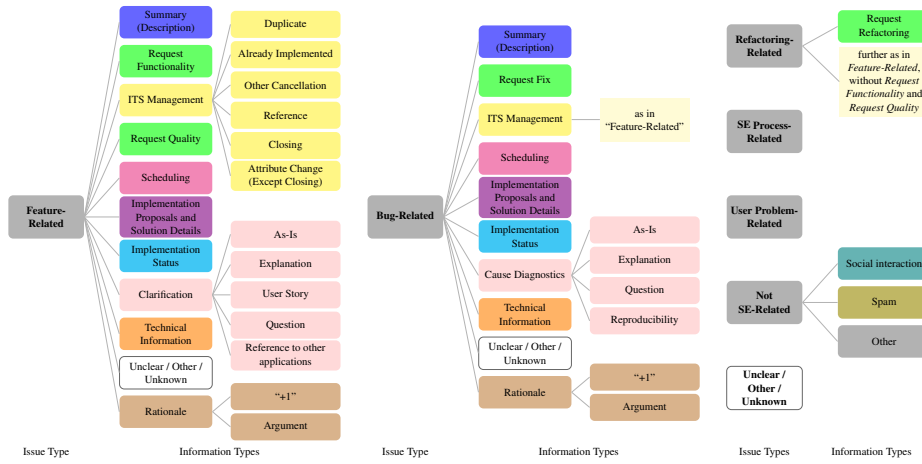 Feature-
Related
Summary
(Description)
Request
Functionality
ITS Management
Request Quality
Scheduling
Implementation
Proposals and
Solution Details
Implementation
Status
Clarification
Technical
Information
Unclear / Other /
Unknown
Rationale
Duplicate
Already Implemented
Other Cancellation
Reference
Closing
Attribute Change
(Except Closing)
As-Is
Explanation
User Story
Question
Reference to other
applications
“+1”
Argument
Issue Type
Information Types
Bug-Related
Summary
(Description)
Request Fix
ITS Management
Scheduling
Implementation
Proposals and
Solution Details
Implementation
Status
Cause Diagnostics
Technical
Information
Unclear / Other /
Unknown
Rationale
as in
“Feature-Related”
As-Is
Explanation
Question
Reproducibility
“+1”
Argument
Issue Type
Information Types
Refactoring-
Related
Request
Refactoring
further as in
Feature-Related,
without Request
Functionality and
Request Quality
SE Process-
Related
User Problem-
Related
Not
SE-Related
Social interaction
Spam
Other
Unclear /
Other /
Unknown
Issue Types
Information Types